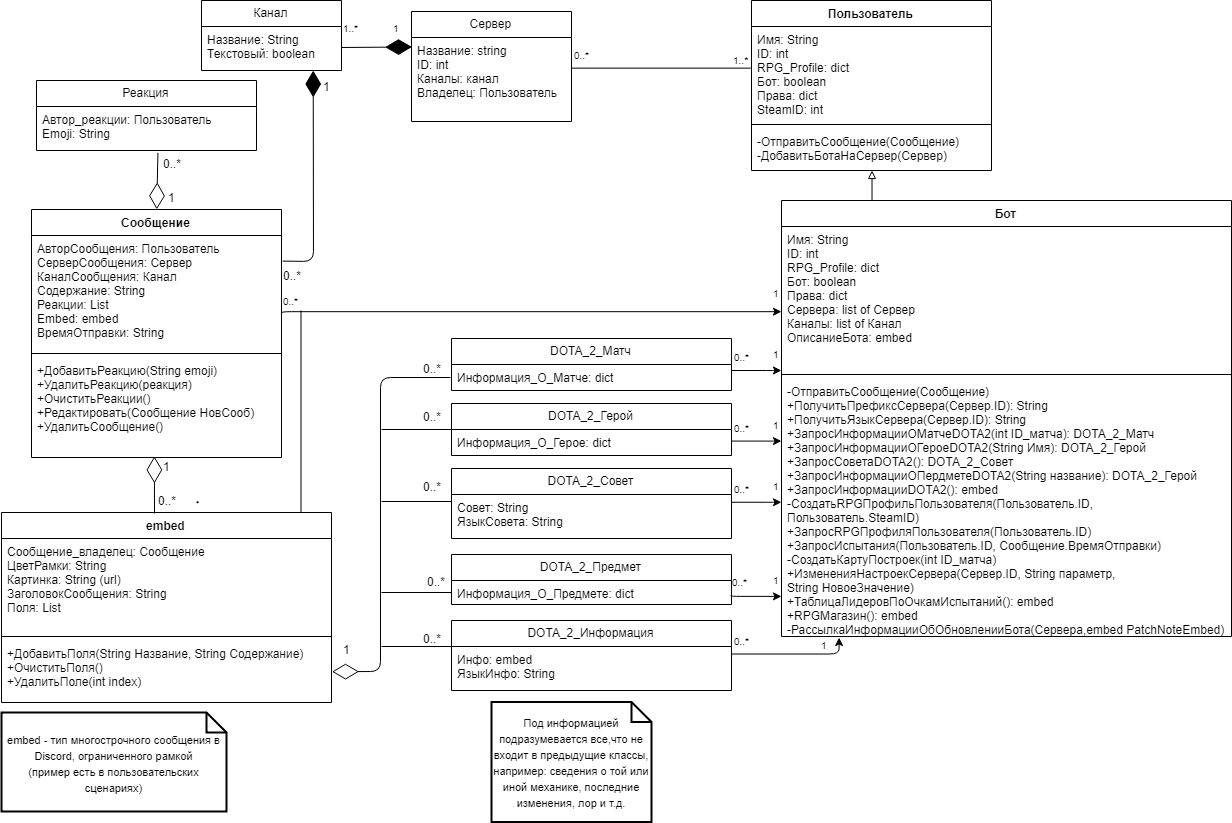 Канал
Название: String
Текстовый: boolean
1..*
1
1
Сервер
Название: string
ID: int
Каналы: канал
Владелец: Пользователь
0..*
1..*
Пользователь
Имя: String
ID: int
RPG_Profile: dict
Бот: boolean
Права: dict
SteamID: int
-ОтправитьСообщение(Сообщение)
-ДобавитьБотаНаСервер(Сервер)
Реакция
Автор_реакции: Пользователь
Emoji: String
0..*
1
Сообщение
АвторСообщения: Пользователь
СерверСообщения: Сервер
КаналСообщения: Канал
Содержание: String
Реакции: List
Embed: embed
ВремяОтправки: String
+ДобавитьРеакцию(String emoji)
+УдалитьРеакцию(реакция)
+ОчиститьРеакции()
+Редактировать(Сообщение НовСооб)
+УдалитьСообщение()
0..*
0..*
1
1
0..*
*
embed
Сообщение_владелец: Сообщение
ЦветРамки: String
Картинка: String (url)
ЗаголовокСообщения: String
Поля: List
+ДобавитьПоля(String Название, String Содержание)
+ОчиститьПоля()
+УдалитьПоле(int index)
1
embed - тип многострочного сообщения в
Discord, ограниченного рамкой
(пример есть в пользовательских
сценариях)
0..*
DOTA_2_Матч
Информация_О_Матче: dict
0..*
1
0..*
DOTA_2_Герой
Информация_О_Герое: dict
0..*
1
0..*
DOTA_2_Совет
Совет: String
ЯзыкСовета: String
0..*
1
0..*
DOTA_2_Предмет
Информация_О_Предмете: dict
0..*
1
0..*
DOTA_2_Информация
Инфо: embed
ЯзыкИнфо: String
0..*
1
Под информацией
подразумевается все,что не
входит в предыдущие классы,
например: сведения о той или
иной механике, последние
изменения, лор и т.д.
Бот
Имя: String
ID: int
RPG_Profile: dict
Бот: boolean
Права: dict
Сервера: list of Сервер
Каналы: list of Канал
ОписаниеБота: embed
-ОтправитьСообщение(Сообщение)
+ПолучитьПрефиксСервера(Сервер.ID): String
+ПолучитьЯзыкСервера(Сервер.ID): String
+ЗапросИнформацииОМатчеDOTA2(int ID_матча): DOTA_2_Матч
+ЗапросИнформацииОГероеDOTA2(String Имя): DOTA_2_Герой
+ЗапросСоветаDOTA2(): DOTA_2_Совет
+ЗапросИнформацииОПердметеDOTA2(String название): DOTA_2_Герой
+ЗапросИнформацииDOTA2(): embed
-СоздатьRPGПрофильПользователя(Пользователь.ID,
Пользователь.SteamID)
+ЗапросRPGПрофиляПользователя(Пользователь.ID)
+ЗапросИспытания(Пользователь.ID, Сообщение.ВремяОтправки)
-СоздатьКартуПостроек(int ID_матча)
+ИзмененияНастроекСервера(Сервер.ID, String параметр,
String НовоеЗначение)
+ТаблицаЛидеровПоОчкамИспытаний(): embed
+RPGМагазин(): embed
-РассылкаИнформацииОбОбновленииБота(Сервера,embed PatchNoteEmbed)